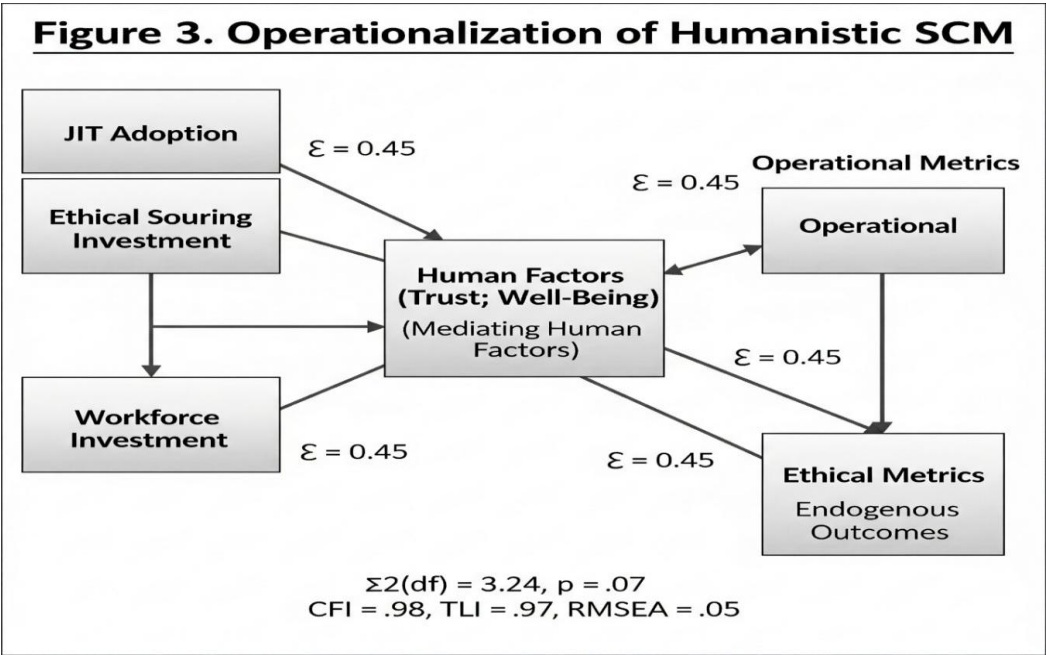 Figure 3. Operationalization of Humanistic SCM
JIT Adoption
Ɛ = 0.45
Ethical Souring
Investment
Workforce
Investment
Ɛ = 0.45
Human Factors
(Trust; Well-Being)
(Mediating Human
Factors)
Operational Metrics
Ɛ = 0.45
Operational
Ɛ = 0.45
Ɛ = 0.45
Ethical Metrics
Endogenous
Outcomes
Σ2(df) = 3.24, p = .07
CFI = .98, TLI = .97, RMSEA = .05